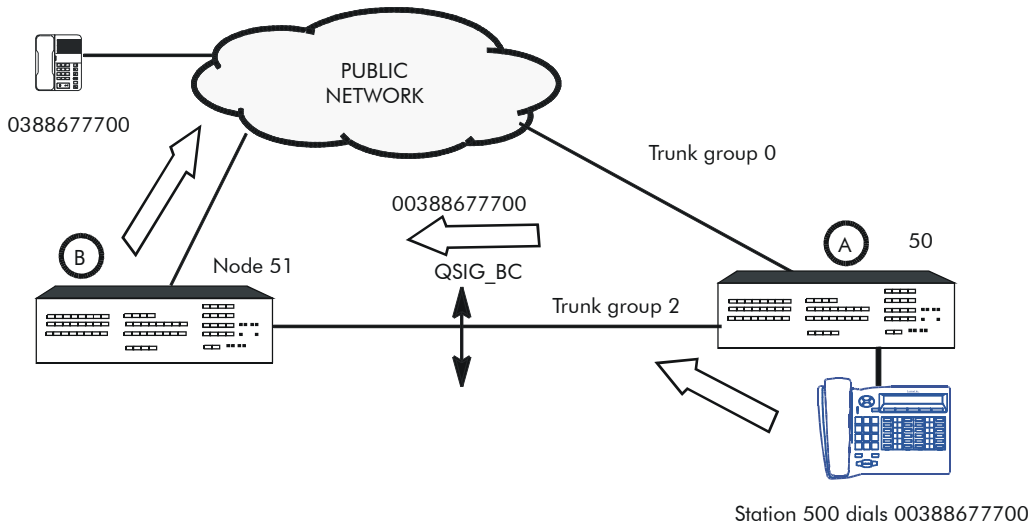 PUBLIC
NETWORK
0388677700
Trunk group 0
00388677700
B
Node 51
QSIG_BC
A
50
Trunk group 2
Station 500 dials 00388677700